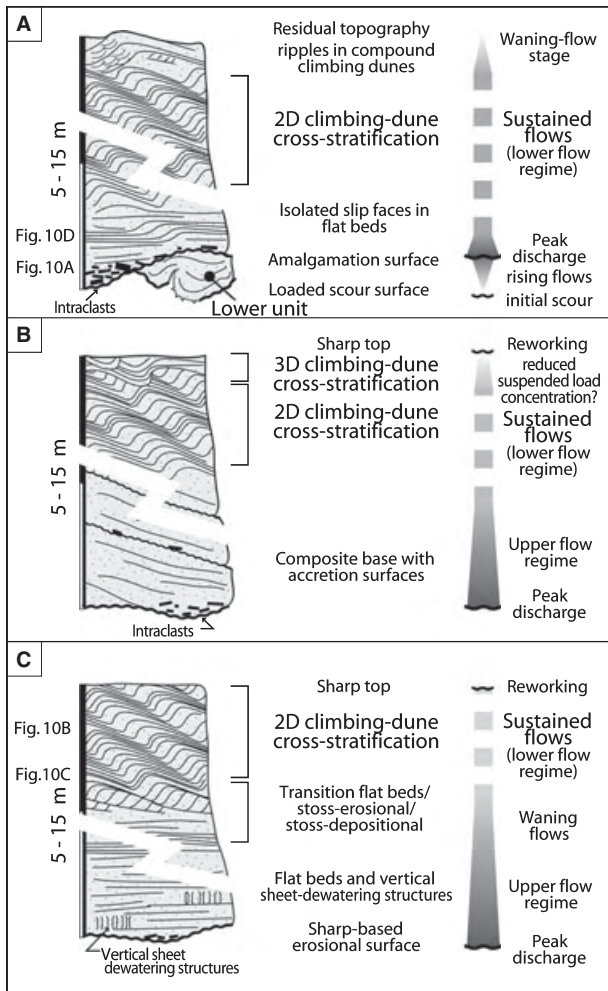 A
Residual topography
ripples in compound
climbing dunes
Waning-flow
stage
2D climbing-dune
cross-stratification
Sustained
flows
(lower flow
regime)
5 - 15 m
Isolated slip faces in
flat beds
Fig. 10D
Peak
discharge
Amalgamation surface
Fig. 10A
rising flows
Loaded scour surface
initial scour
Intraclasts
Lower unit
B
Sharp top
Reworking
3D climbing-dune
cross-stratification
reduced
suspended load
concentration?
2D climbing-dune
cross-stratification
Sustained
flows
(lower flow
regime)
5 - 15 m
Upper flow
regime
Composite base with
accretion surfaces
Peak
discharge
Intraclasts
C
Sharp top
Reworking
Fig. 10B
2D climbing-dune
cross-stratification
Sustained
flows
(lower flow
regime)
Fig.10C
5 - 15 m
Transition flat beds/
stoss-erosional/
stoss-depositional
Waning
flows
Flat beds and vertical
sheet-dewatering structures
Upper flow
regime
Sharp-based
erosional surface
Peak
discharge
Vertical sheet
dewatering structures